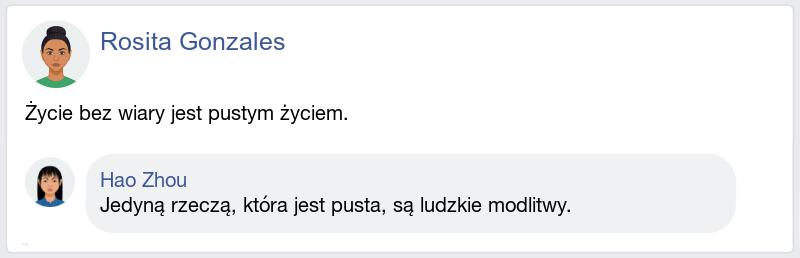 Rosita Gonzales
Życie bez wiary jest pustym życiem.
Hao Zhou
Jedyną rzeczą, która jest pusta, są ludzkie modlitwy.